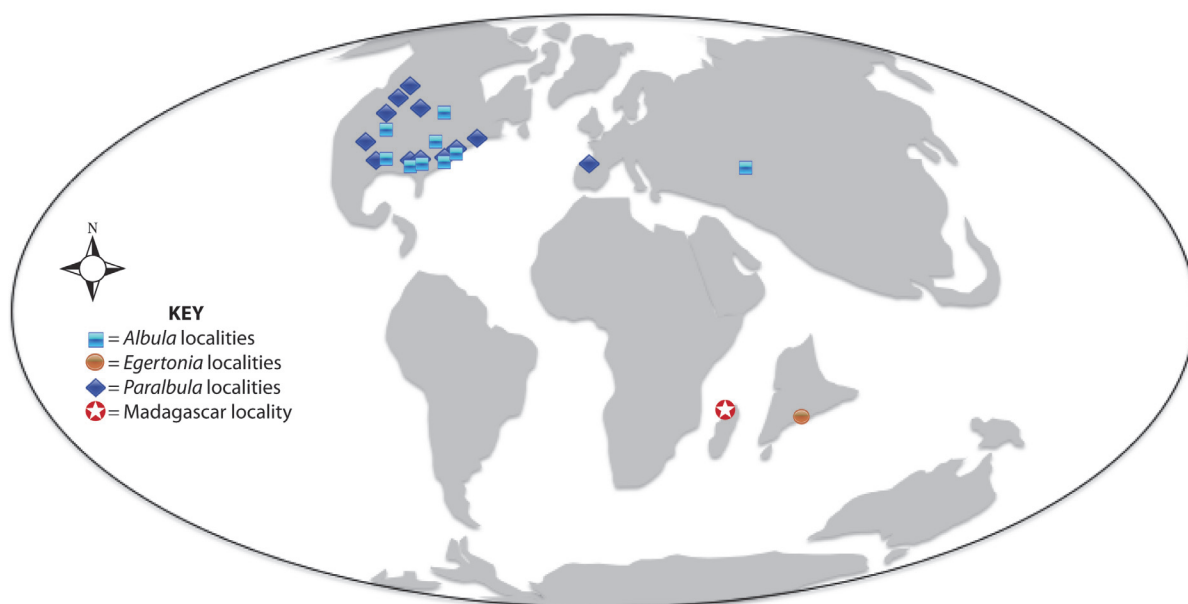 N
KEY
= Albula localities
= Egertonia localities
= Paralbula localities
= Madagascar locality